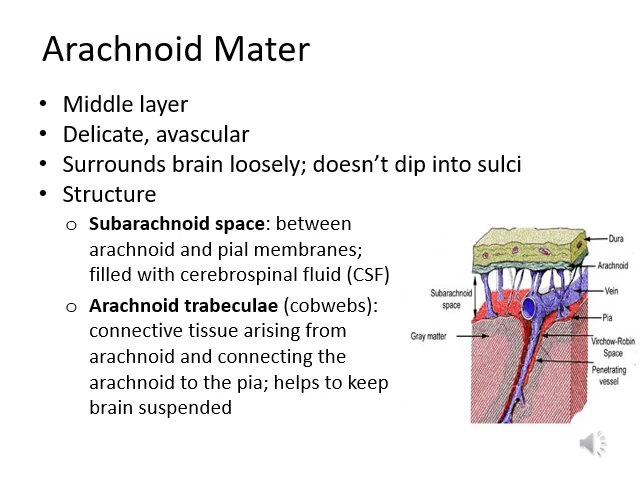 Arachnoid Mater
• Middle layer
• Delicate, avascular
• Surrounds brain loosely; doesn’t dip into sulci
• Structure
o Subarachnoid space: between
arachnoid and pial membranes;
filled with cerebrospinal fluid (CSF)
o Arachnoid trabeculae (cobwebs):
connective tissue arising from
arachnoid and connecting the
arachnoid to the pia; helps to keep
brain suspended
Dura
Arachnoid
Subarachnoid
space
Vein
Pia
Gray matter
Virchow-Robin
Space
Penetrating
vessel